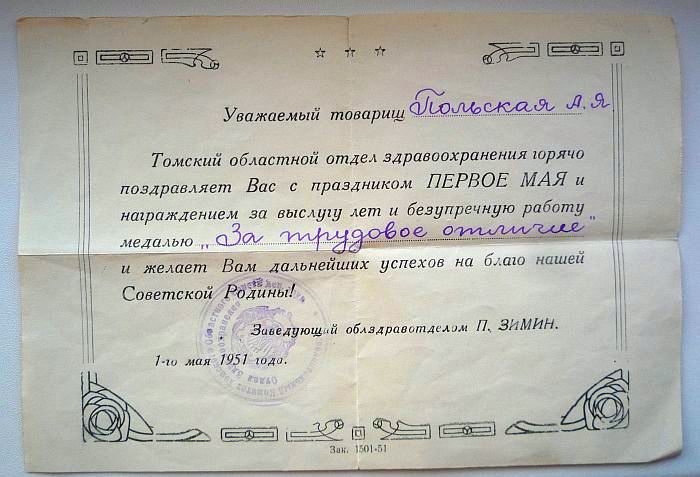 Уважаемый товарищ Польская А. Я
Томский областной отдел здравоохранения горячо
поздравляет Вас с праздником ПЕРВОЕ МАЯ и
награждением за выслугу лет и безупречную работу
медалью „За трудовое отличие"
и желает Вам дальнейших успехов на благо нашей
Советской Родины!
Заведующий облздравотделом П. ЗИМИН.
1-го мая 1951 года.
Зак. 1501-51